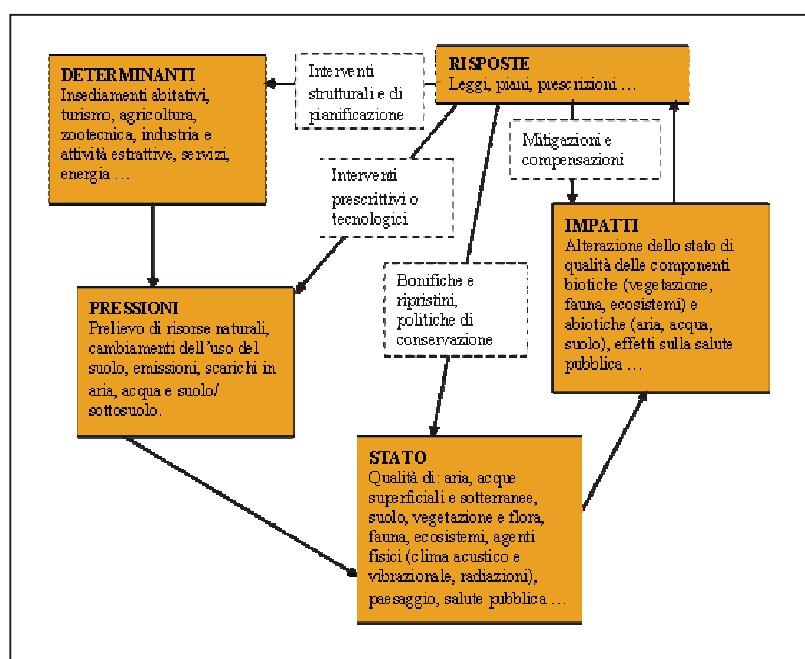 DETERMINANTI
Insediamenti abitativi,
turismo, agricoltura,
zootecnica, industria e
attività estrattive, servizi,
energia …
Interventi
strutturali e di
pianificazione
RISPOSTE
Leggi, piani, prescrizioni …
Mitigazioni e
compensazioni
Interventi
prescrittivi o
tecnologici
IMPATTI
Alterazione dello stato di
qualità delle componenti
biotiche (vegetazione,
fauna, ecosistemi) e
abiotiche (aria, acqua,
suolo), effetti sulla salute
pubblica …
Bonifiche e
ripristini,
politiche di
conservazione
PRESSIONI
Prelievo di risorse naturali,
cambiamenti dell'uso del
suolo, emissioni, scarichi in
aria, acqua e suolo/
sottosuolo.
STATO
Qualità di: aria, acque
superficiali e sotterranee,
suolo, vegetazione e flora,
fauna, ecosistemi, agenti
fisici (clima acustico e
vibrazionale, radiazioni),
paesaggio, salute pubblica …